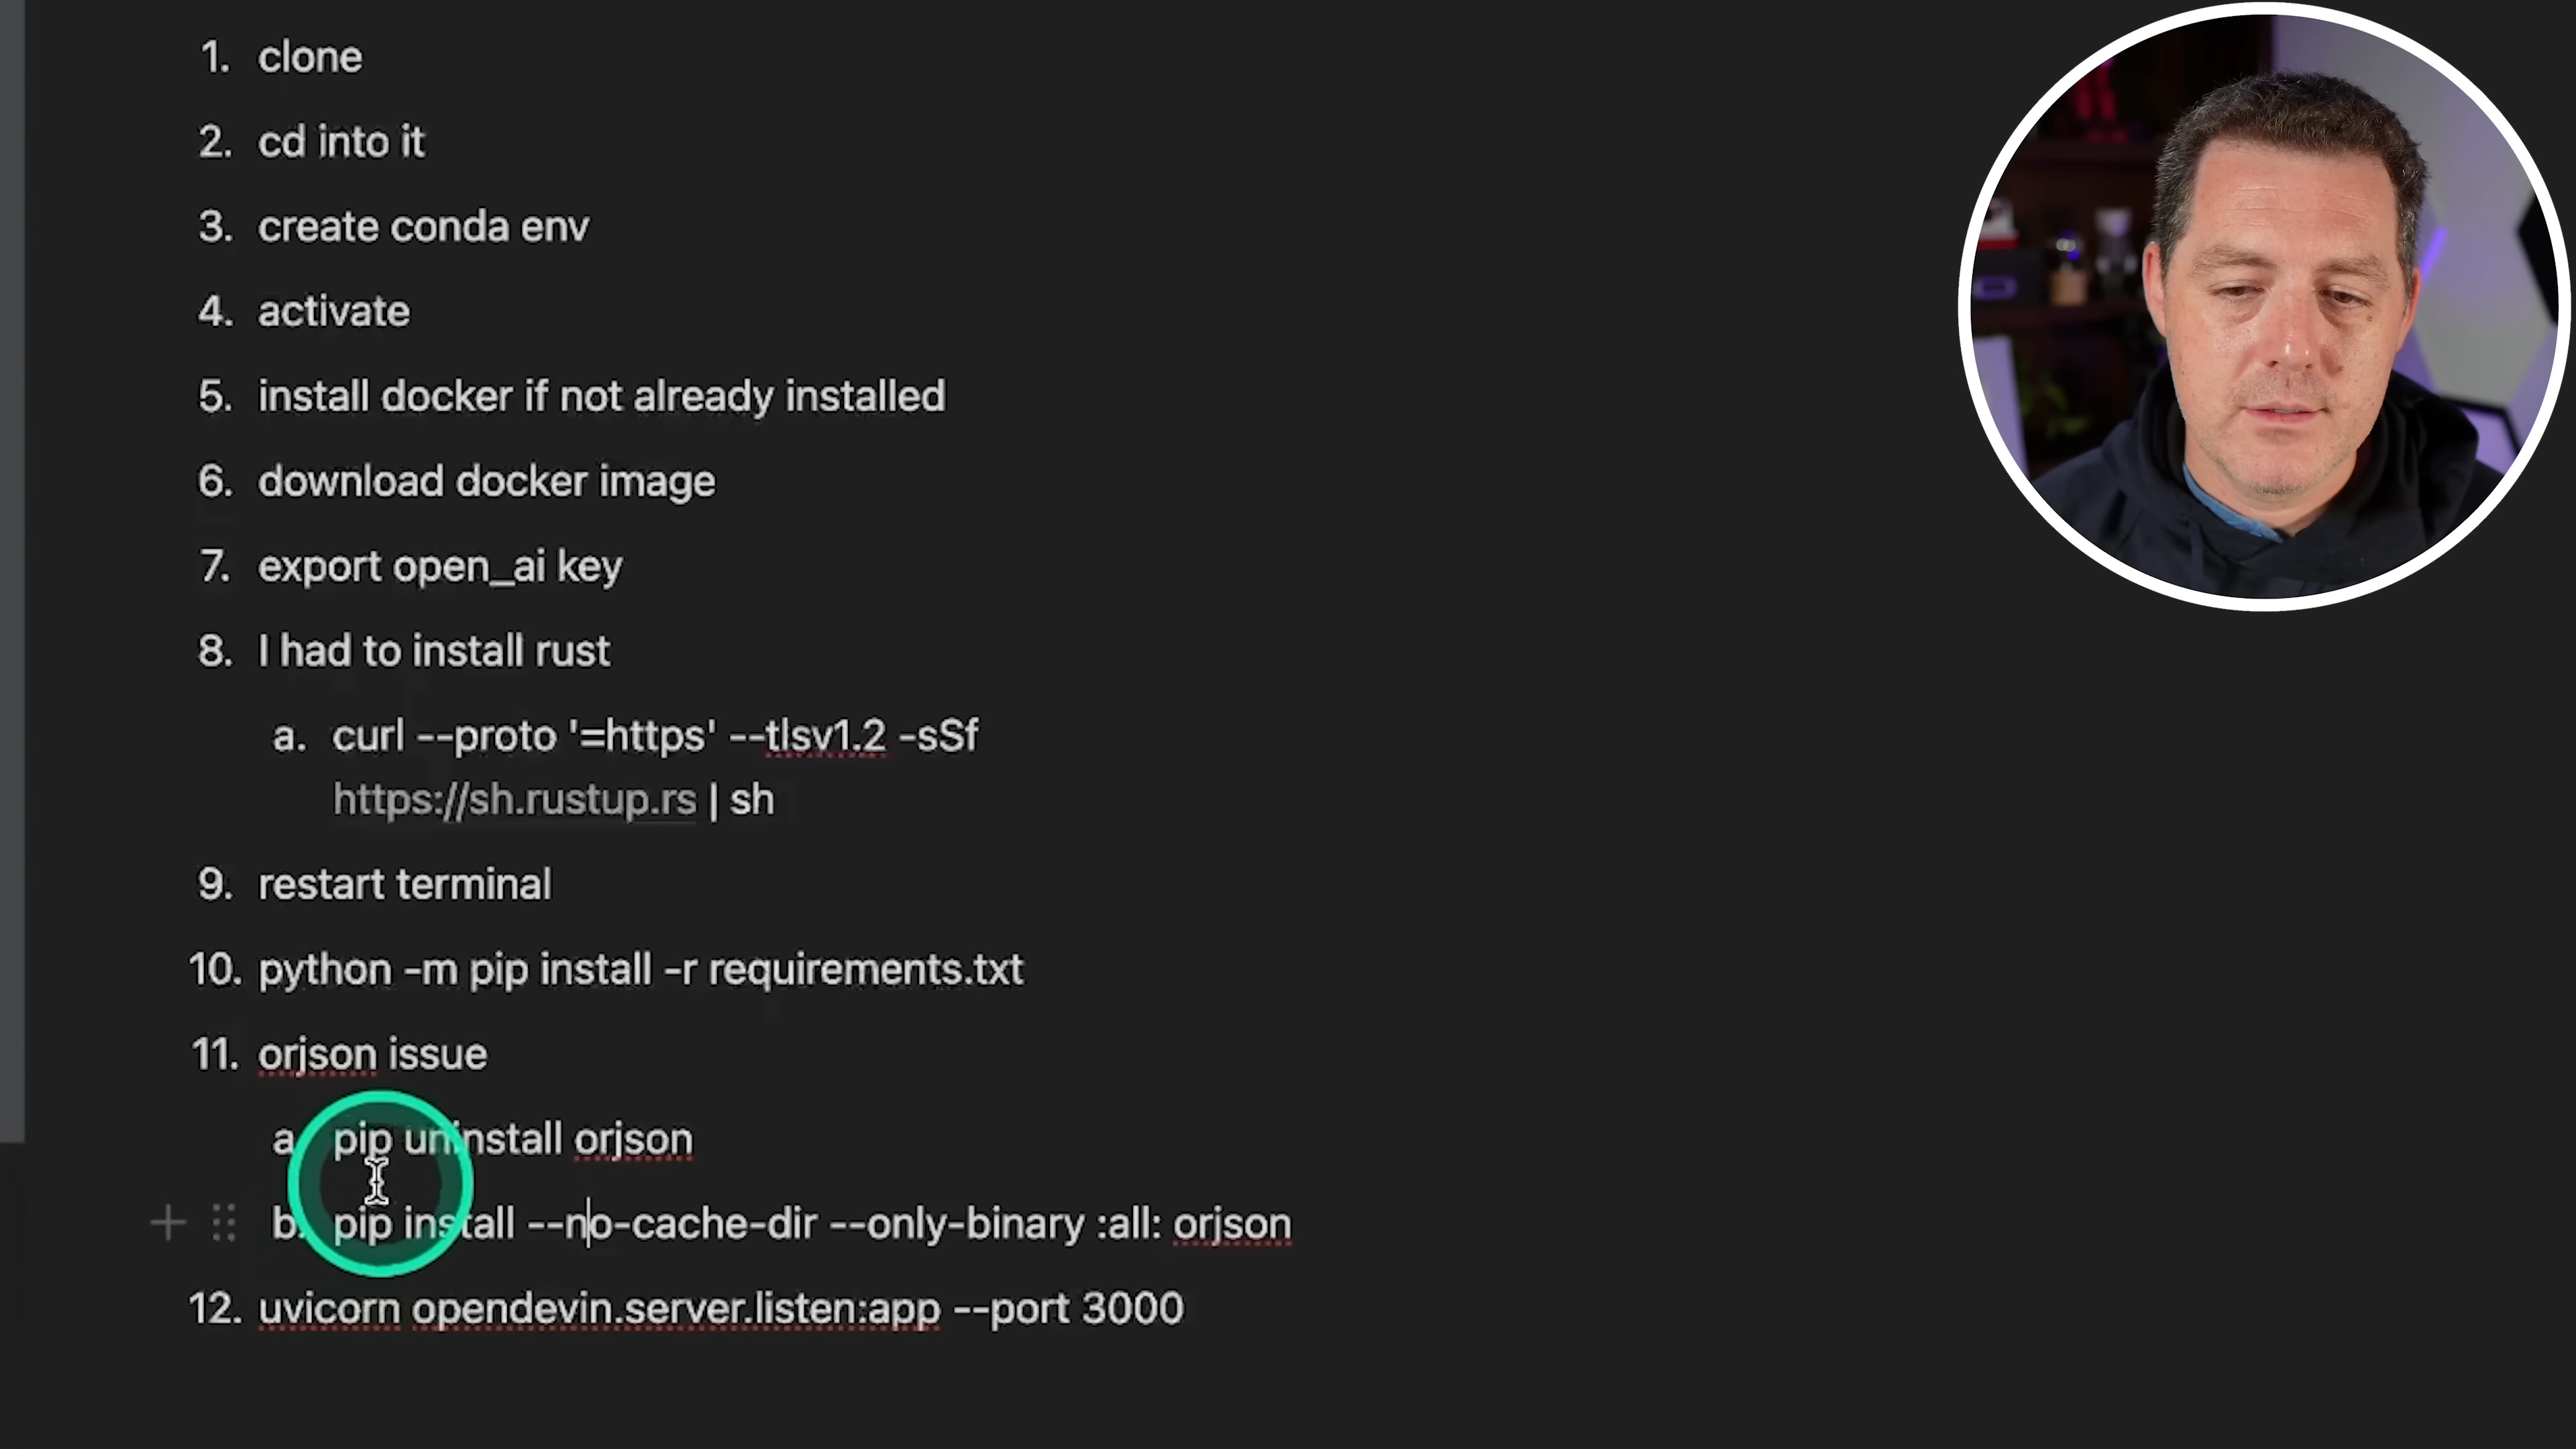 1. clone
2. cd into it
3. create conda env
4. activate
5. install docker if not already installed
6. download docker image
7. export open_ai key
8. I had to install rust
a. curl --proto '=https' --tlsv1.2 -sSf
https://sh.rustup.rs | sh
9. restart terminal
10. python -m pip install -r requirements.txt
11. orjson issue
a. pip uninstall orjson
b. pip install --no-cache-dir --only-binary :all: orjson
12. uvicorn opendevin.server.listen:app --port 3000